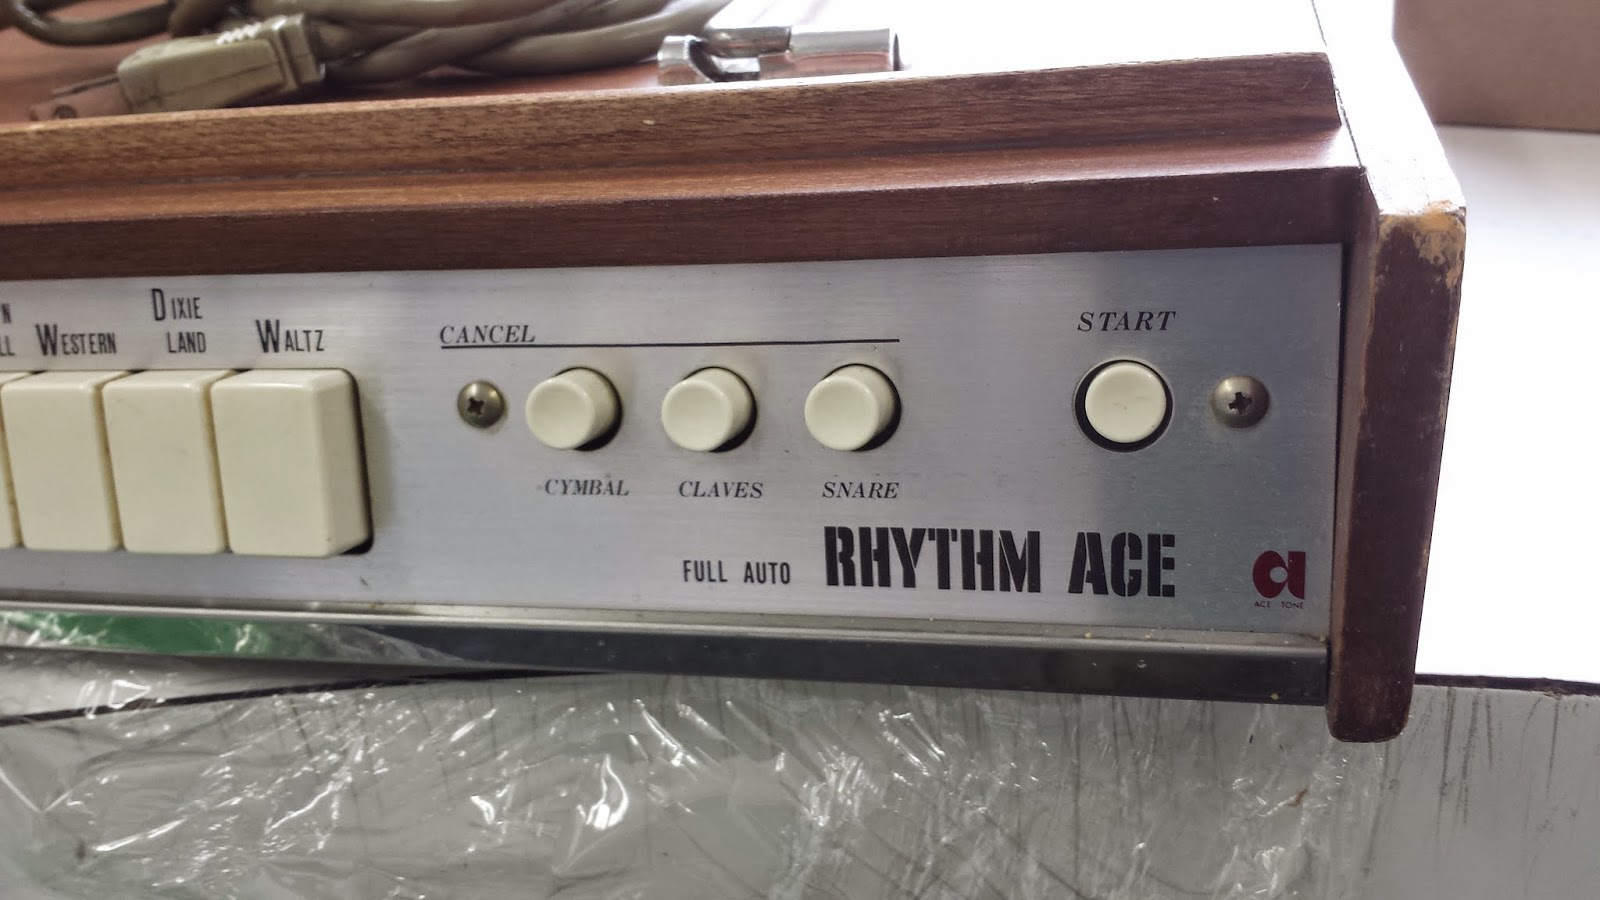 DIXIE
LAND
WESTERN
WALTZ
CANCEL
START
CYMBAL
CLAVES
SNARE
FULL AUTO
RHYTHM ACE
a
ACE TONE